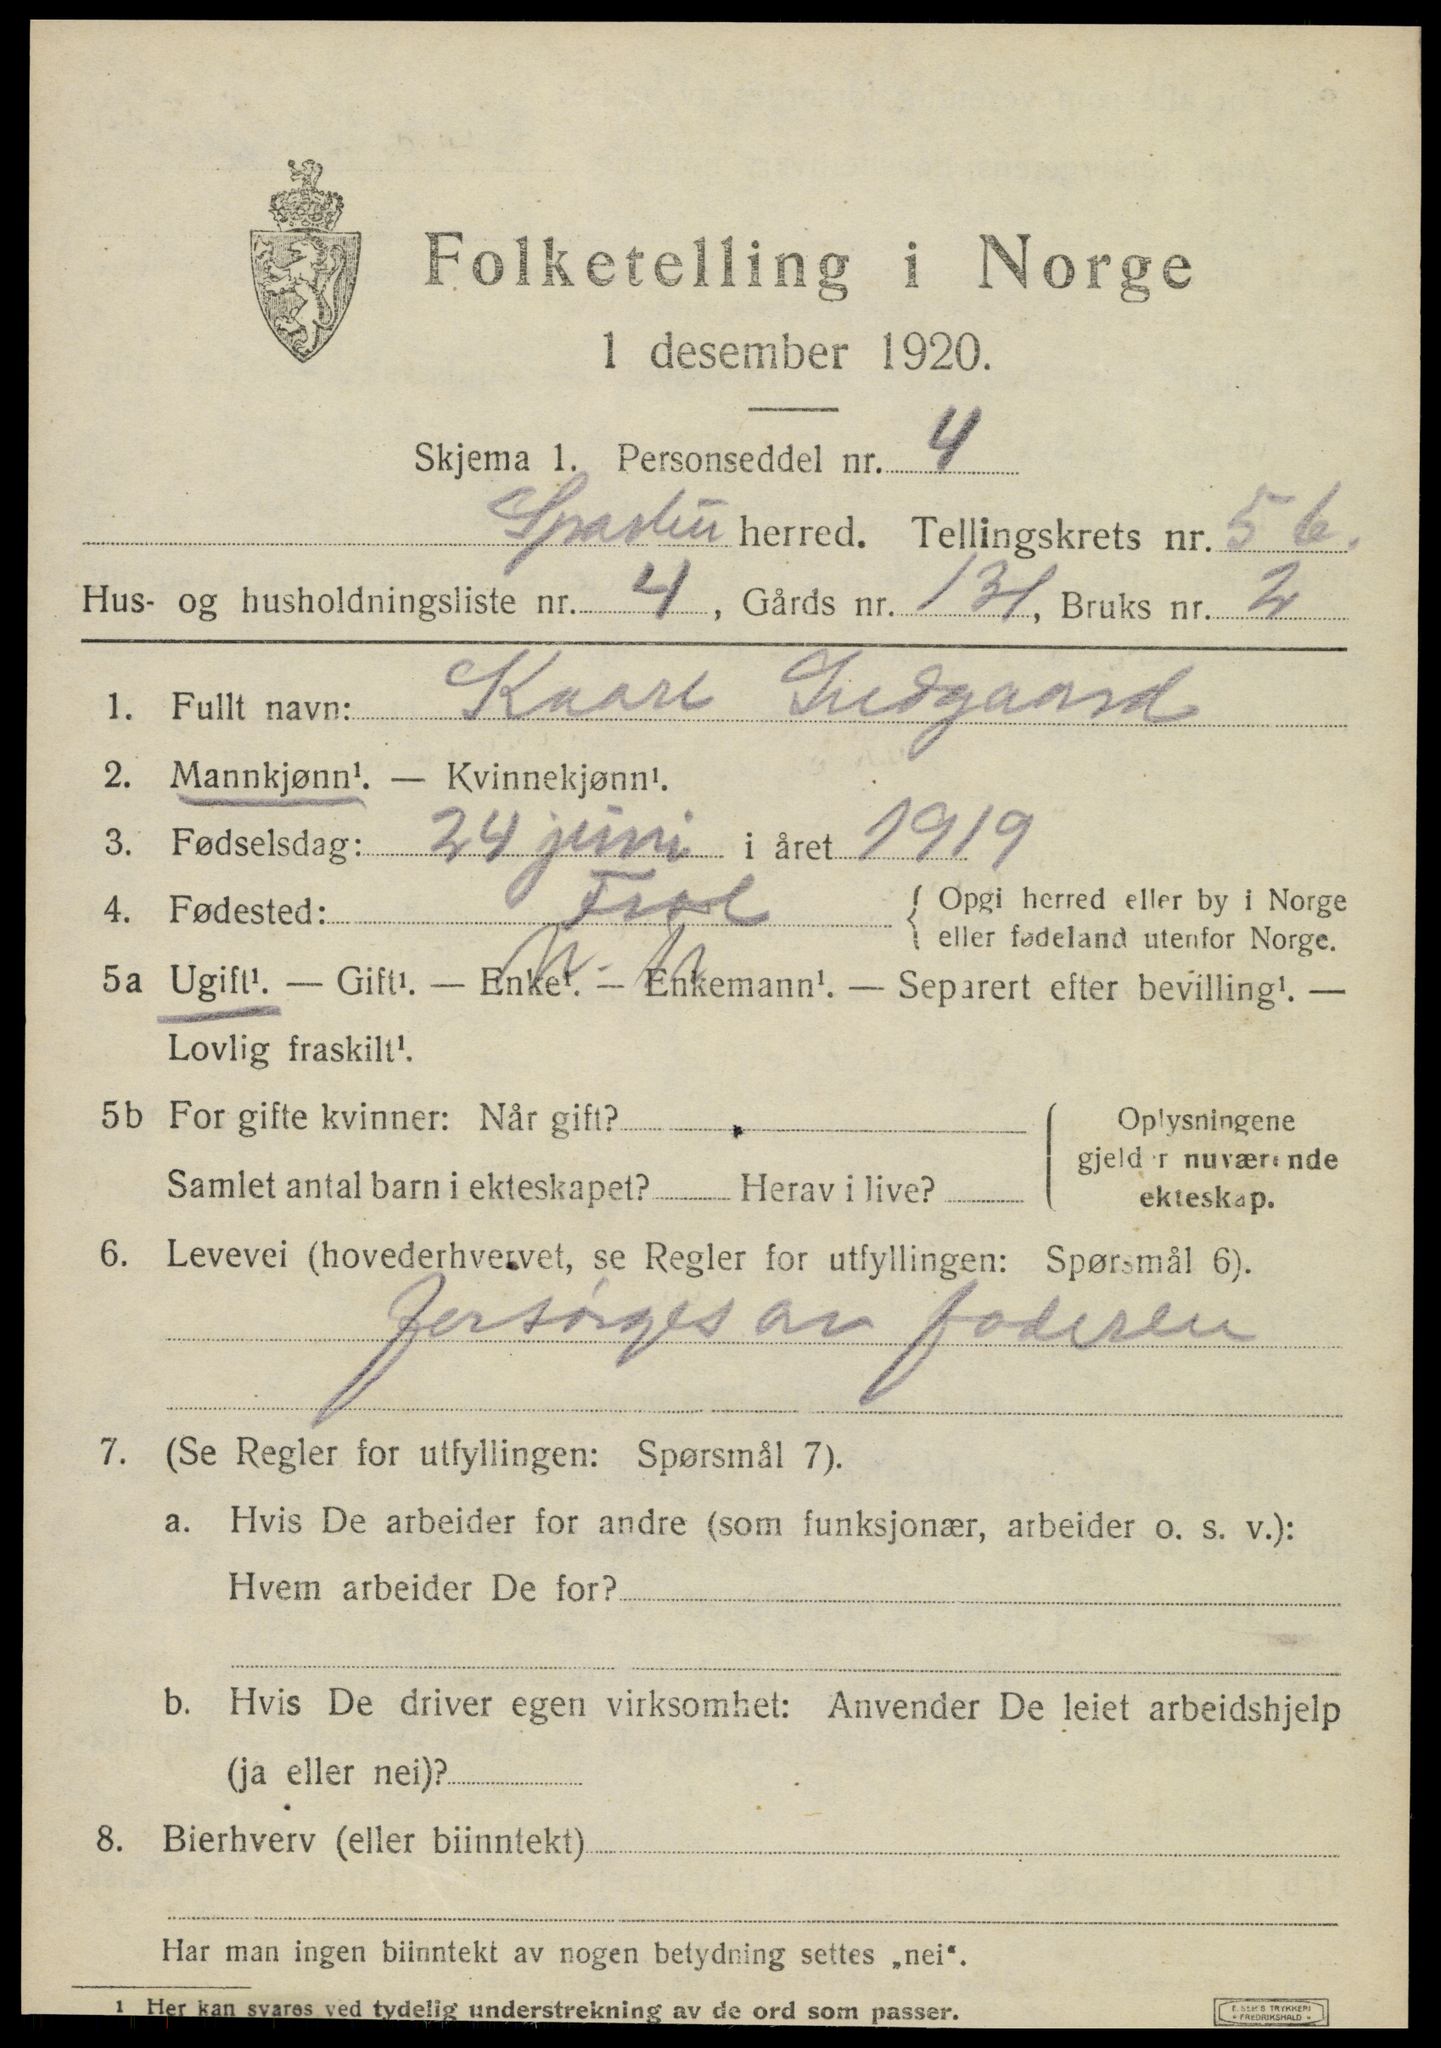 Folketelling i Norge
1 desember 1920.
Skjema 1. Personseddel nr. 4
herred. Tellingskrets nr. 5 6.
Hus- og husholdningsliste nr. 4, Gårds nr. 131, Bruks nr. 2
1. Fullt navn: Kaare
2. Mannkjønn¹. — Kvinnekjønn¹.
3. Fødselsdag: 24 juni i året 1919
4. Fødested: Frol { Opgi herred eller by i Norge
eller fødeland utenfor Norge.
5a Ugift¹. — Gift¹. — Enke¹. — Enkemann¹. — Separert efter bevilling¹. —
Lovlig fraskilt¹.
5b For gifte kvinner: Når gift?
Samlet antal barn i ekteskapet? Herav i live?
Oplysningene
gjelder nuværende
ekteskap.
6. Levevei (hovederhvervet, se Regler for utfyllingen: Spørsmål 6).
forsørges av faderen
7. (Se Regler for utfyllingen: Spørsmål 7).
a. Hvis De arbeider for andre (som funksjonær, arbeider o. s. v.):
Hvem arbeider De for?
b. Hvis De driver egen virksomhet: Anvender De leiet arbeidshjelp
(ja eller nei)?
8. Bierhverv (eller biinntekt)
Har man ingen biinntekt av nogen betydning settes „nei“.
1 Her kan svares ved tydelig understrekning av de ord som passer.
TRYKKERI
FREDRIKSHALD